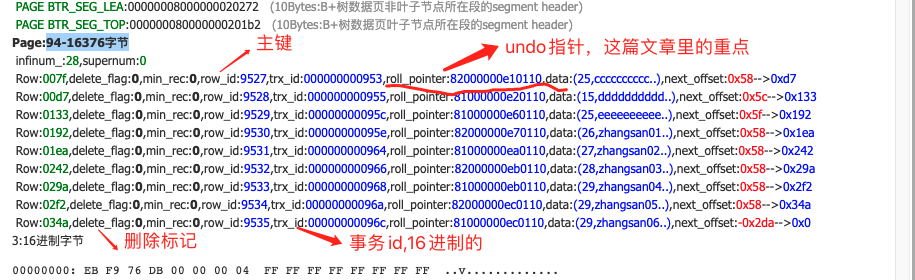 PAGE BTR_SEG_LEA:00000008000000020272 (10Bytes:B+树数据页非叶子节点所在段的segment header)
PAGE BTR_SEG_TOP:000000080000000201b2 (10Bytes:B+树数据页叶子节点所在段的segment header)
Page:94-16376字节
主键
undo指针，这篇文章里的重点
infinum_:28,supernum:0
Row:007f,delete_flag:0,min_rec:0,row_id:9527,trx_id:000000000953,roll_pointer:82000000e10110,data:(25,cccccccccc..),next_offset:0x58-->0xd7
Row:00d7,delete_flag:0,min_rec:0,row_id:9528,trx_id:000000000955,roll_pointer:81000000e20110,data:(15,dddddddddd..),next_offset:0x5c-->0x133
Row:0133,delete_flag:0,min_rec:0,row_id:9529,trx_id:00000000095c,roll_pointer:81000000e60110,data:(25,eeeeeeeeee..),next_offset:0x5f-->0x192
Row:0192,delete_flag:0,min_rec:0,row_id:9530,trx_id:00000000095e,roll_pointer:82000000e70110,data:(26,zhangsan01..),next_offset:0x58-->0x1ea
Row:01ea,delete_flag:0,min_rec:0,row_id:9531,trx_id:000000000964,roll_pointer:81000000ea0110,data:(27,zhangsan02..),next_offset:0x58-->0x242
Row:0242,delete_flag:0,min_rec:0,row_id:9532,trx_id:000000000966,roll_pointer:82000000eb0110,data:(28,zhangsan03..),next_offset:0x58-->0x29a
Row:029a,delete_flag:0,min_rec:0,row_id:9533,trx_id:000000000968,roll_pointer:81000000eb0110,data:(29,zhangsan04..),next_offset:0x58-->0x2f2
Row:02f2,delete_flag:0,min_rec:0,row_id:9534,trx_id:00000000096a,roll_pointer:82000000ec0110,data:(29,zhangsan05..),next_offset:0x58-->0x34a
Row:034a,delete_flag:0,min_rec:0,row_id:9535,trx_id:00000000096c,roll_pointer:81000000ec0110,data:(29,zhangsan06..),next_offset:-0x2da-->0x0
3:16进制字节
删除标记
事务id,16进制的
00000000: EB F9 76 DB 00 00 00 04 FF FF FF FF FF FF FF FF ..v.............